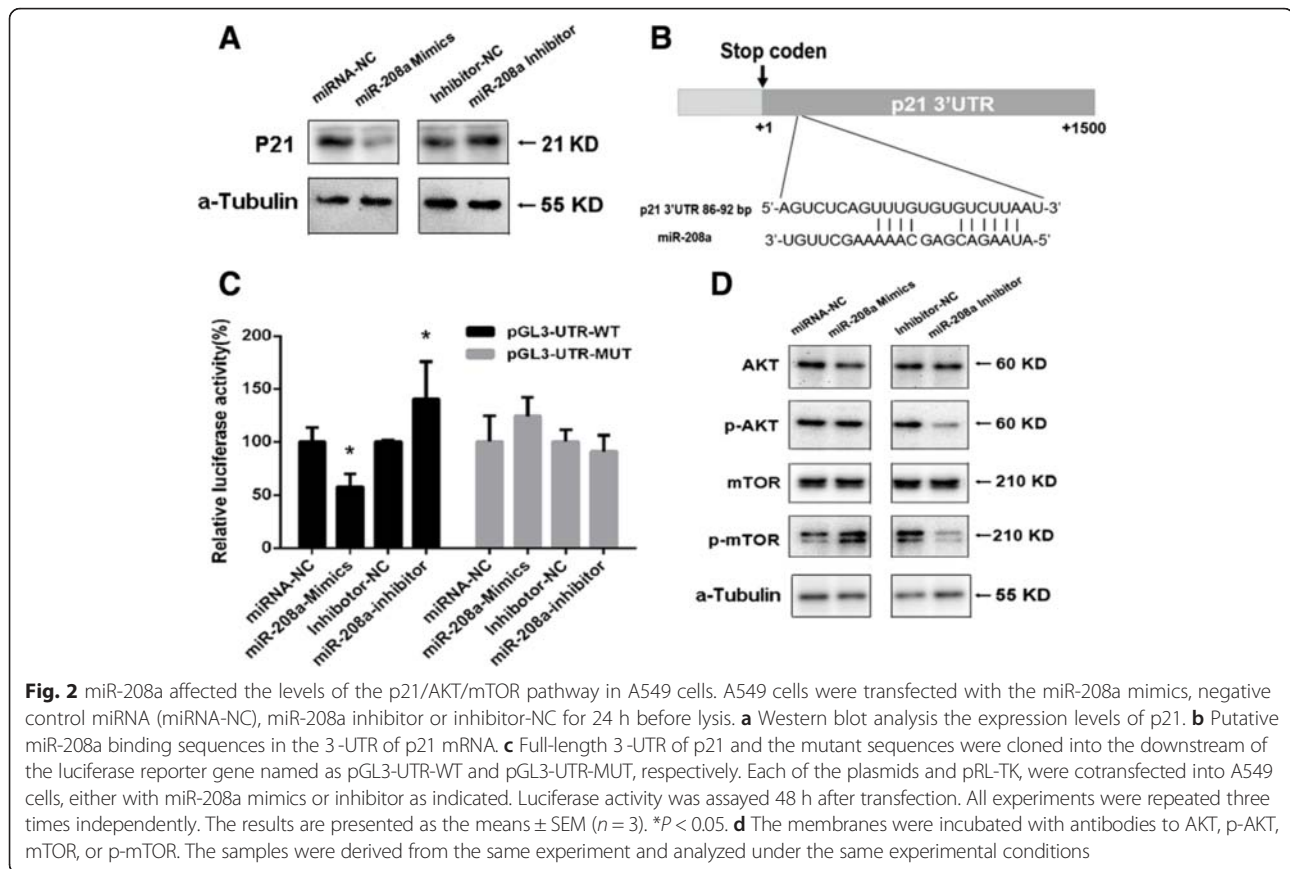 A
miRNA-NC
miR-208a Mimics
Inhibitor-NC
miR-208a Inhibitor
P21
← 21 KD
a-Tubulin
← 55 KD
B
Stop coden
p21 3'UTR
+1
+1500
p21 3'UTR 86-92 bp 5'-AGUCUCAGUUUGUGUGUCUUAAU-3'
miR-208a 3'-UGUUCGAAAAACGAGCAGAAUA-5'
C
Relative luciferase activity(%)
200
150
100
50
0
pGL3-UTR-WT
pGL3-UTR-MUT
*
*
miRNA-NC
miR-208a-Mimics
Inhibotor-NC
miR-208a-inhibitor
miRNA-NC
miR-208a-Mimics
Inhibotor-NC
miR-208a-inhibitor
D
miRNA-NC
miR-208a Mimics
Inhibitor-NC
miR-208a Inhibitor
AKT
← 60 KD
p-AKT
← 60 KD
mTOR
← 210 KD
p-mTOR
← 210 KD
a-Tubulin
← 55 KD
Fig. 2 miR-208a affected the levels of the p21/AKT/mTOR pathway in A549 cells. A549 cells were transfected with the miR-208a mimics, negative
control miRNA (miRNA-NC), miR-208a inhibitor or inhibitor-NC for 24 h before lysis. a Western blot analysis the expression levels of p21. b Putative
miR-208a binding sequences in the 3 -UTR of p21 mRNA. c Full-length 3 -UTR of p21 and the mutant sequences were cloned into the downstream of
the luciferase reporter gene named as pGL3-UTR-WT and pGL3-UTR-MUT, respectively. Each of the plasmids and pRL-TK, were cotransfected into A549
cells, either with miR-208a mimics or inhibitor as indicated. Luciferase activity was assayed 48 h after transfection. All experiments were repeated three
times independently. The results are presented as the means ± SEM (n = 3). *P < 0.05. d The membranes were incubated with antibodies to AKT, p-AKT,
mTOR, or p-mTOR. The samples were derived from the same experiment and analyzed under the same experimental conditions